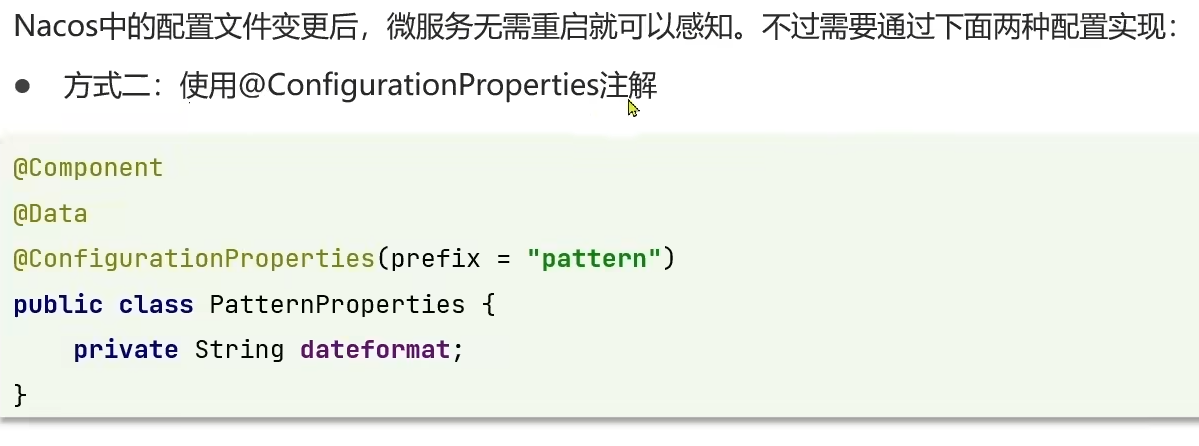 Nacos中的配置文件变更后，微服务无需重启就可以感知。不过需要通过下面两种配置实现：
● 方式二：使用@ConfigurationProperties注解
@Component
@Data
@ConfigurationProperties(prefix = "pattern")
public class PatternProperties {
    private String dateformat;
}